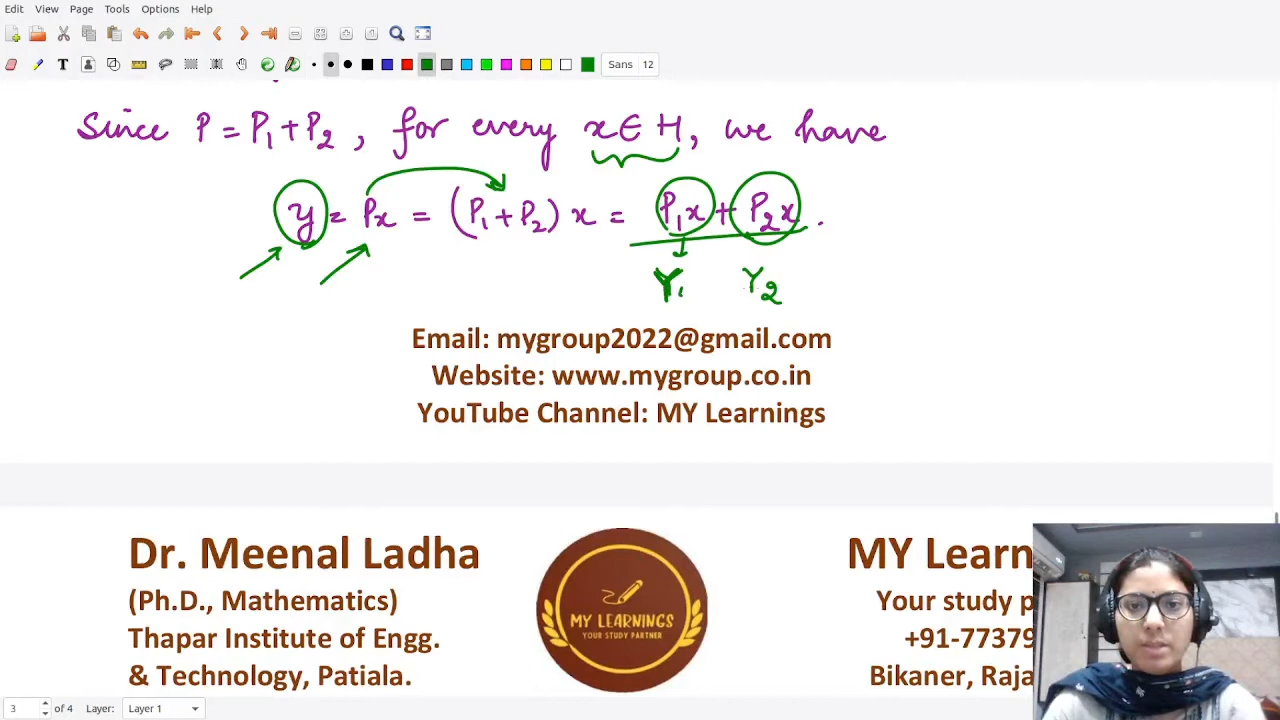 Edit View Page Tools Options Help
Sans 12
Since P = P₁ + P₂, for every x ∈ H, we have
y = Px = (P₁ + P₂) x = P₁x + P₂x.
Y₁ Y₂
Email: mygroup2022@gmail.com
Website: www.mygroup.co.in
YouTube Channel: MY Learnings
Dr. Meenal Ladha
(Ph.D., Mathematics)
Thapar Institute of Engg.
& Technology, Patiala.
MY LEARNINGS
YOUR STUDY PARTNER
MY Learn
Your study p
+91-77379
Bikaner, Raja
3 of 4 Layer: Layer 1